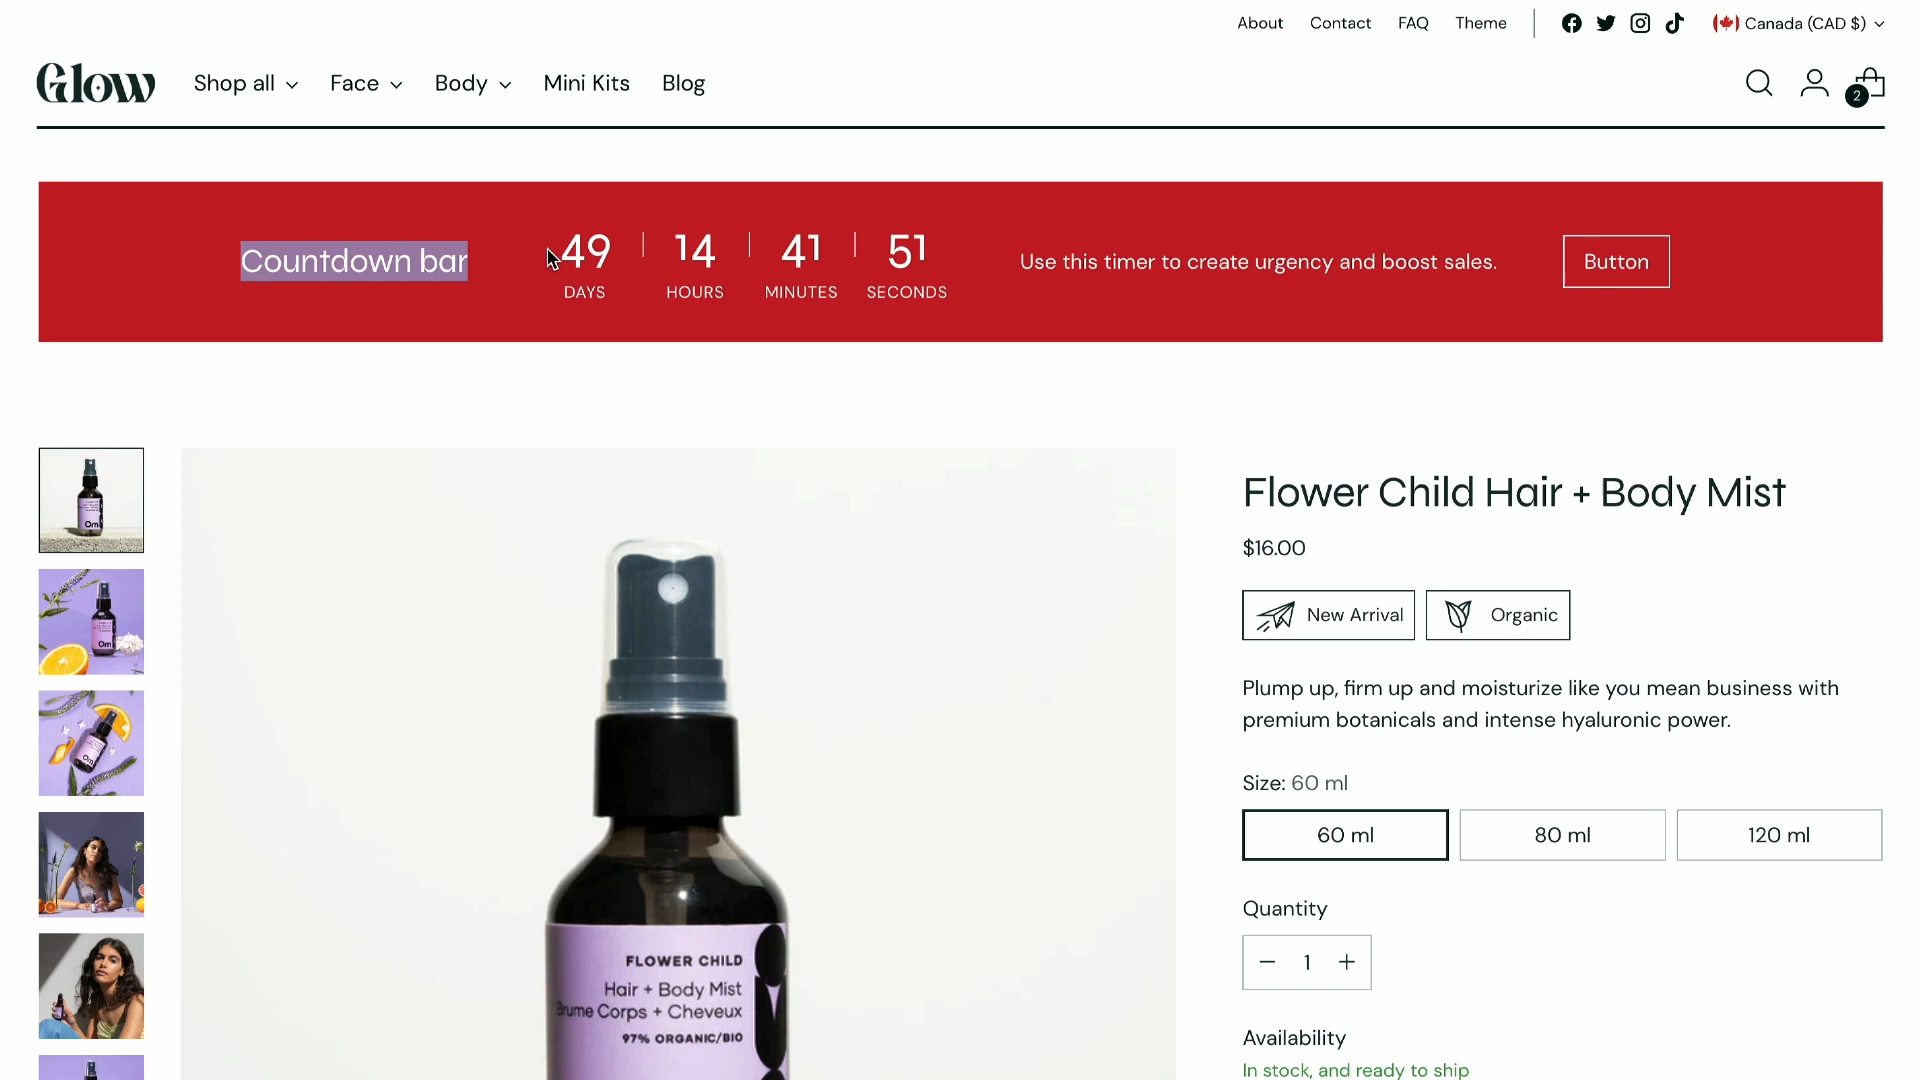 About Contact FAQ Theme Canada (CAD $)
Glow Shop all Face Body Mini Kits Blog
2
Countdown bar
49 14 41 51
DAYS HOURS MINUTES SECONDS
Use this timer to create urgency and boost sales.
Button
Flower Child Hair + Body Mist
$16.00
New Arrival Organic
Plump up, firm up and moisturize like you mean business with
premium botanicals and intense hyaluronic power.
Size: 60 ml
60 ml 80 ml 120 ml
Quantity
− 1 +
Availability
In stock, and ready to ship
FLOWER CHILD
Hair + Body Mist
Brume Corps + Cheveux
97% ORGANIC/BIO
Om
Om
Om